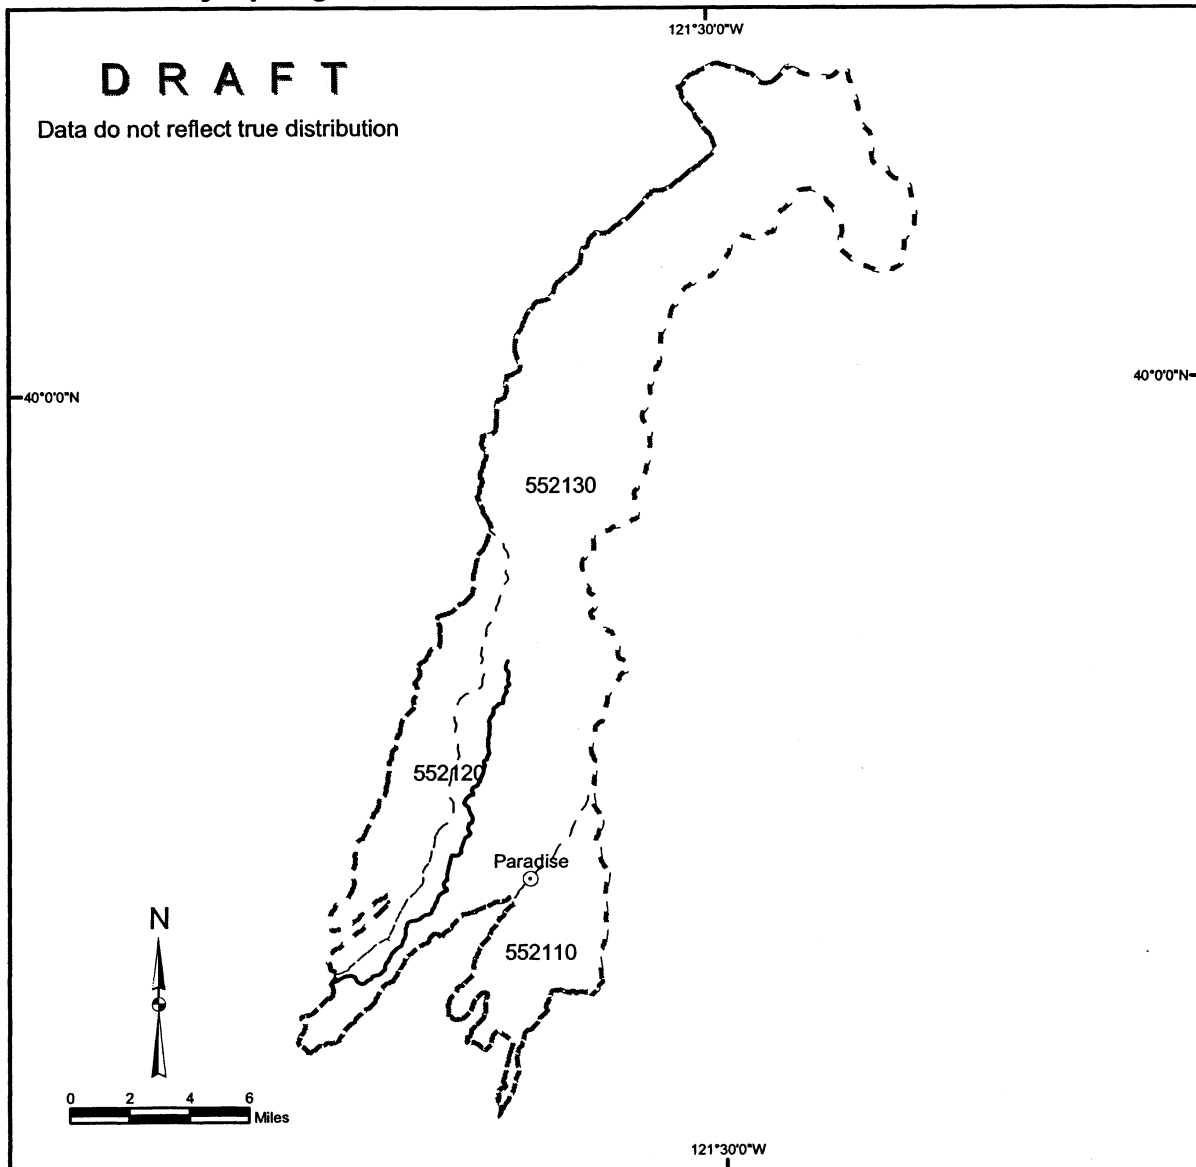 121°30'0"W
D R A F T
Data do not reflect true distribution
40°0'0"N
40°0'0"N
552130
552120
Paradise
552110
N
0 2 4 6
Miles
121°30'0"W